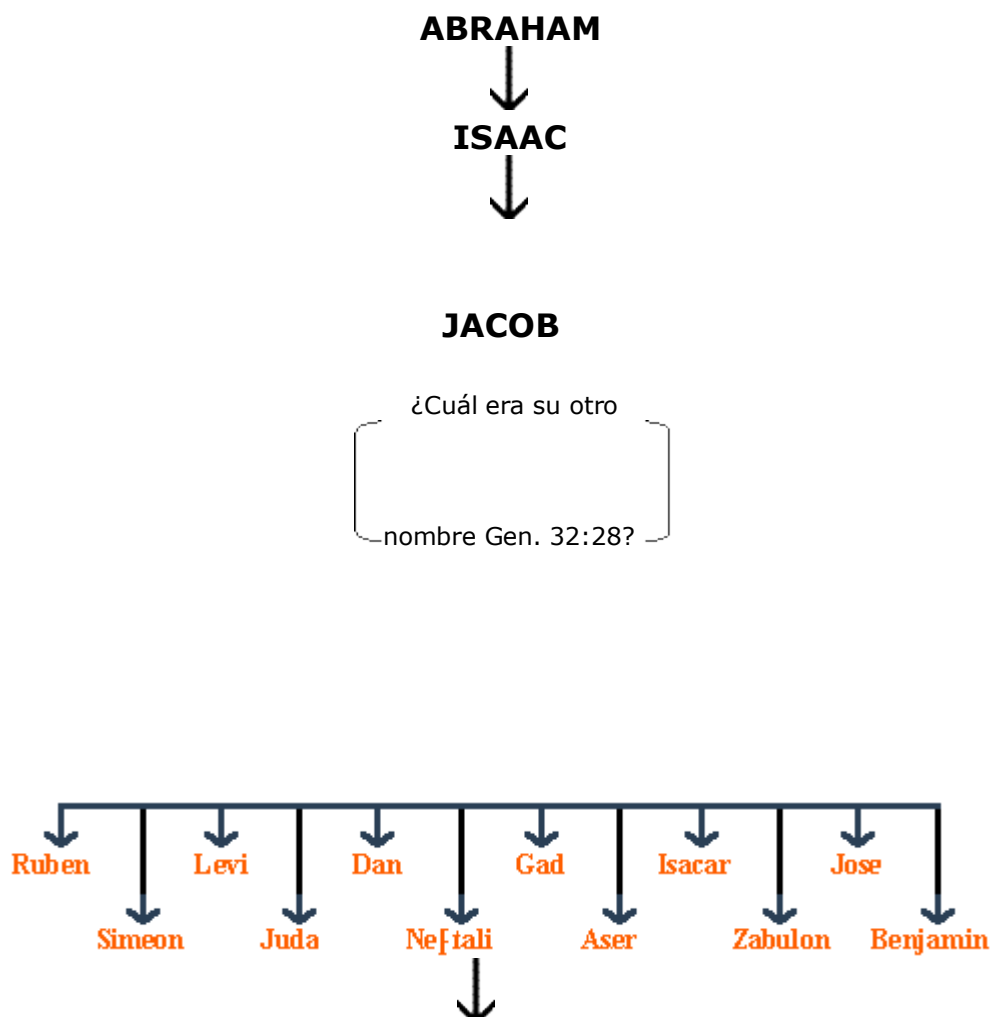 ABRAHAM
ISAAC
JACOB
¿Cuál era su otro
nombre Gen. 32:28?
Ruben Levi Dan Gad Isacar Jose
Simeon Juda Neftali Aser Zabulon Benjamin